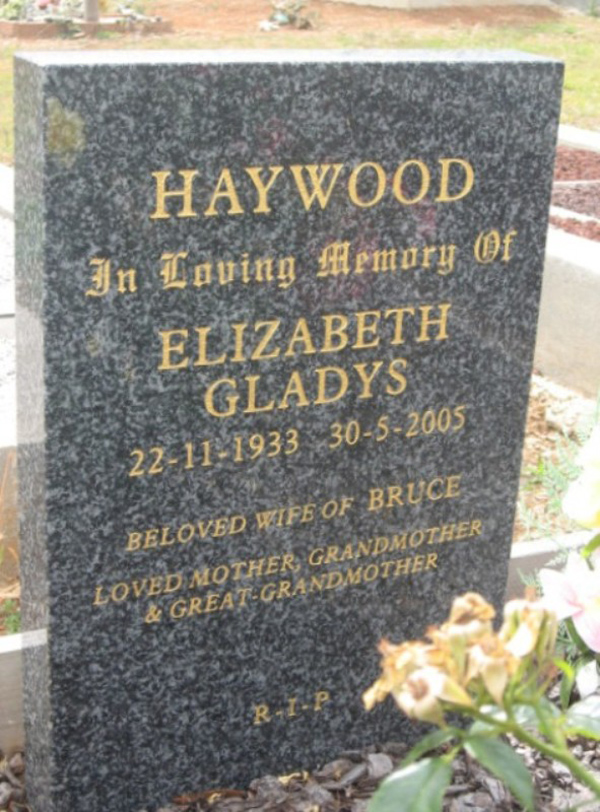 HAYWOOD
In Loving Memory Of
ELIZABETH
GLADYS
22-11-1933 30-5-2005
BELOVED WIFE OF BRUCE
LOVED MOTHER, GRANDMOTHER
& GREAT-GRANDMOTHER
R-I-P